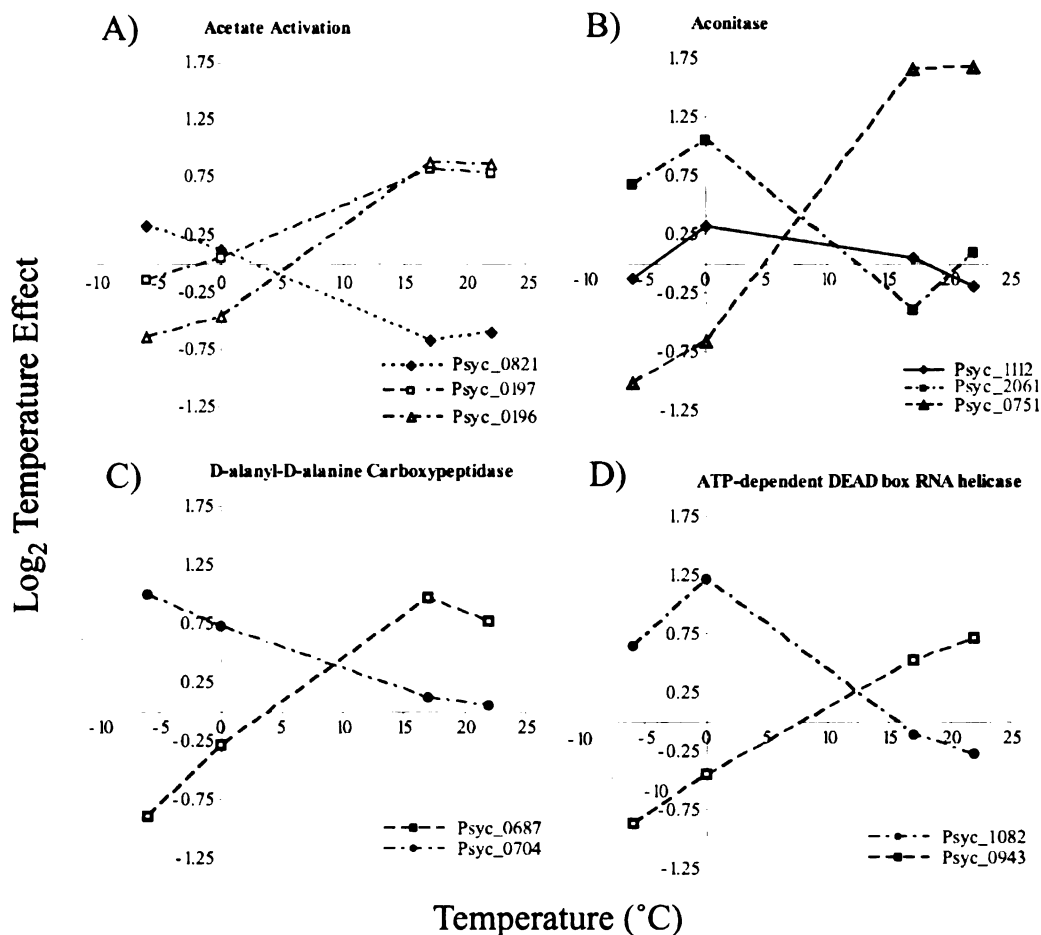 A)
Acetate Activation
1.75
1.25
0.75
0.25
-10 -5 0 5 10 15 20 25
-0.25
-0.75
-1.25
Psyc_0821
Psyc_0197
Psyc_0196
B)
Aconitase
1.75
1.25
0.75
0.25
-10 -5 0 5 10 15 20 25
-0.25
-0.75
-1.25
Psyc_1112
Psyc_2061
Psyc_0751
Log2 Temperature Effect
C)
D-alanyl-D-alanine Carboxypeptidase
1.75
1.25
0.75
0.25
-10 -5 0 5 10 15 20 25
-0.25
-0.75
-1.25
Psyc_0687
Psyc_0704
D)
ATP-dependent DEAD box RNA helicase
1.75
1.25
0.75
0.25
-10 -5 0 5 10 15 20 25
-0.25
-10
-0.75
-1.25
Psyc_1082
Psyc_0943
Temperature (°C)